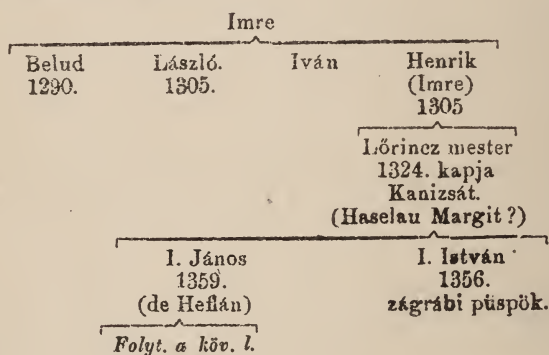 Imre
Belud László. Iván Henrik
1290. 1305. (Imre)
1305
Lőrincz mester
1324. kapja
Kanizsát.
(Haselau Margit?)
I. János I. István
1359. 1356.
(de Heflán) zágrábi püspök.
Folyt. a köv. l.